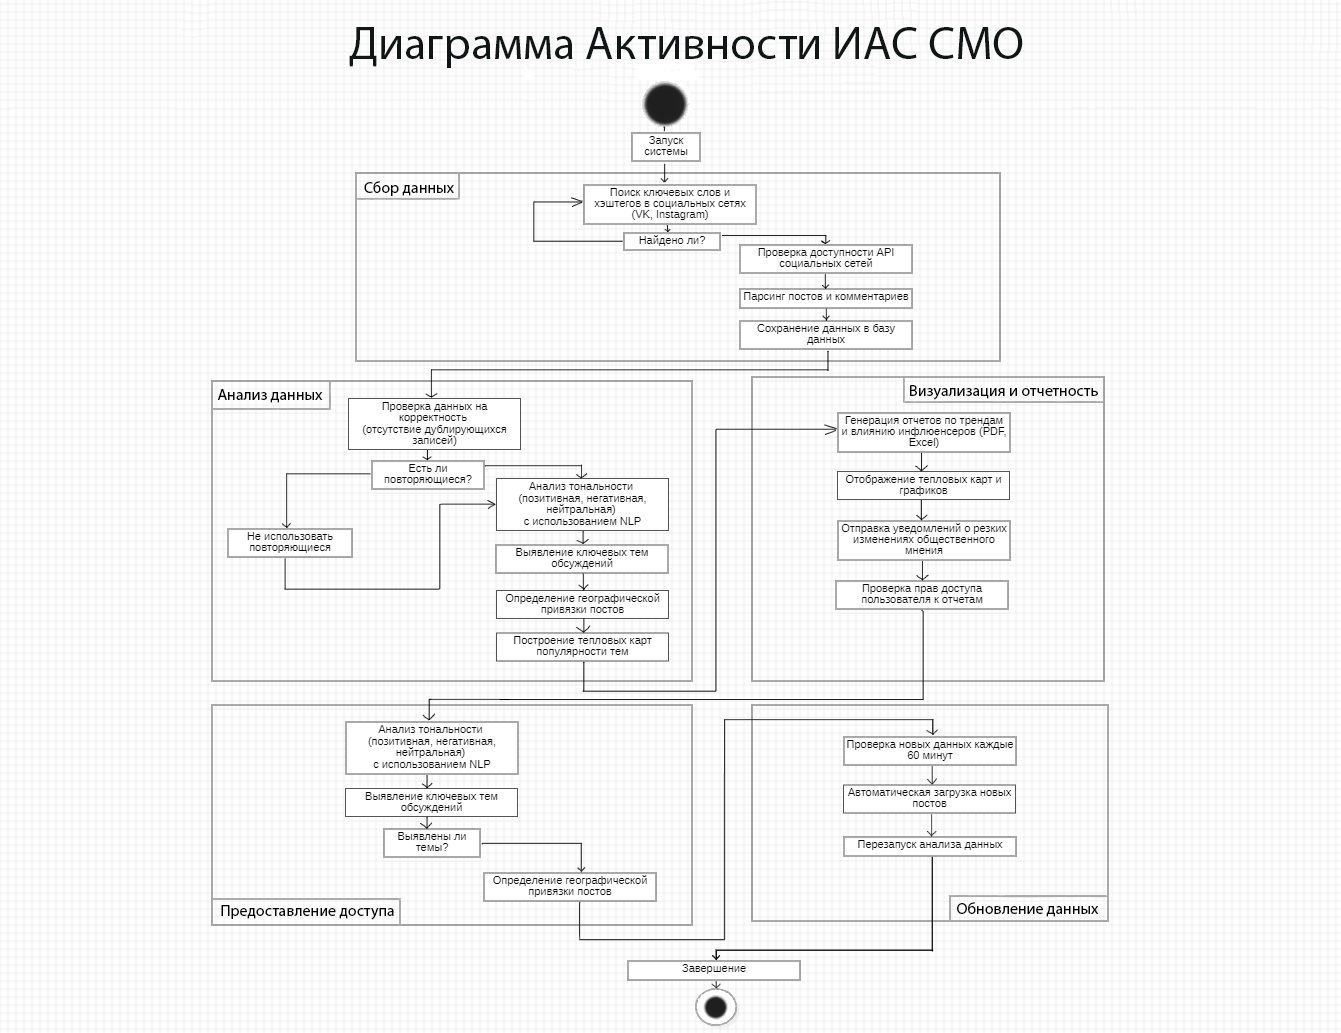 Диаграмма Активности ИАС СМО
Запуск
системы
Сбор данных
Поиск ключевых слов и
хэштегов в социальных сетях
(VK, Instagram)
Найдено ли?
Проверка доступности API
социальных сетей
Парсинг постов и комментариев
Сохранение данных в базу
данных
Анализ данных
Проверка данных на
корректность
(отсутствие дублирующихся
записей)
Есть ли
повторяющиеся?
Не использовать
повторяющиеся
Анализ тональности
(позитивная, негативная,
нейтральная)
с использованием NLP
Выявление ключевых тем
обсуждений
Определение географической
привязки постов
Построение тепловых карт
популярности тем
Визуализация и отчетность
Генерация отчетов по трендам
и влиянию инфлюенсеров (PDF,
Excel)
Отображение тепловых карт и
графиков
Отправка уведомлений о резких
изменениях общественного
мнения
Проверка прав доступа
пользователя к отчетам
Анализ тональности
(позитивная, негативная,
нейтральная)
с использованием NLP
Выявление ключевых тем
обсуждений
Выявлены ли
темы?
Определение географической
привязки постов
Предоставление доступа
Проверка новых данных каждые
60 минут
Автоматическая загрузка новых
постов
Перезапуск анализа данных
Обновление данных
Завершение